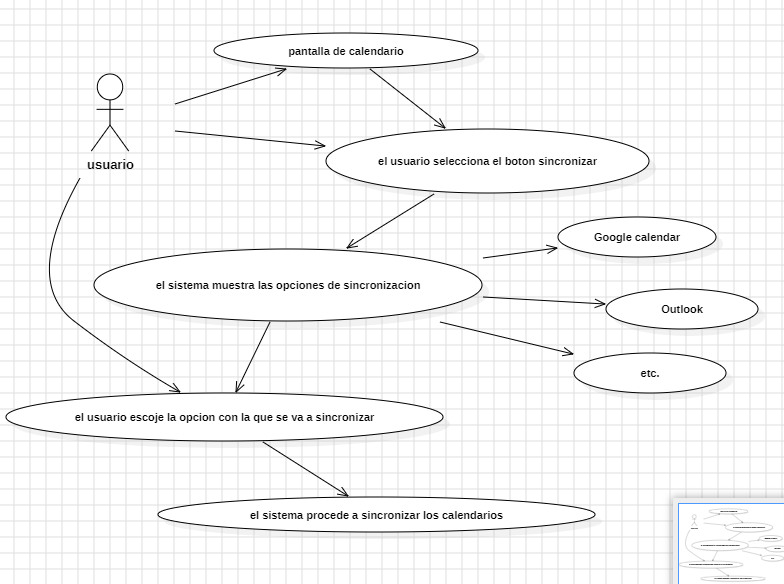 pantalla de calendario
usuario
el usuario selecciona el boton sincronizar
Google calendar
el sistema muestra las opciones de sincronizacion
Outlook
etc.
el usuario escoje la opcion con la que se va a sincronizar
el sistema procede a sincronizar los calendarios